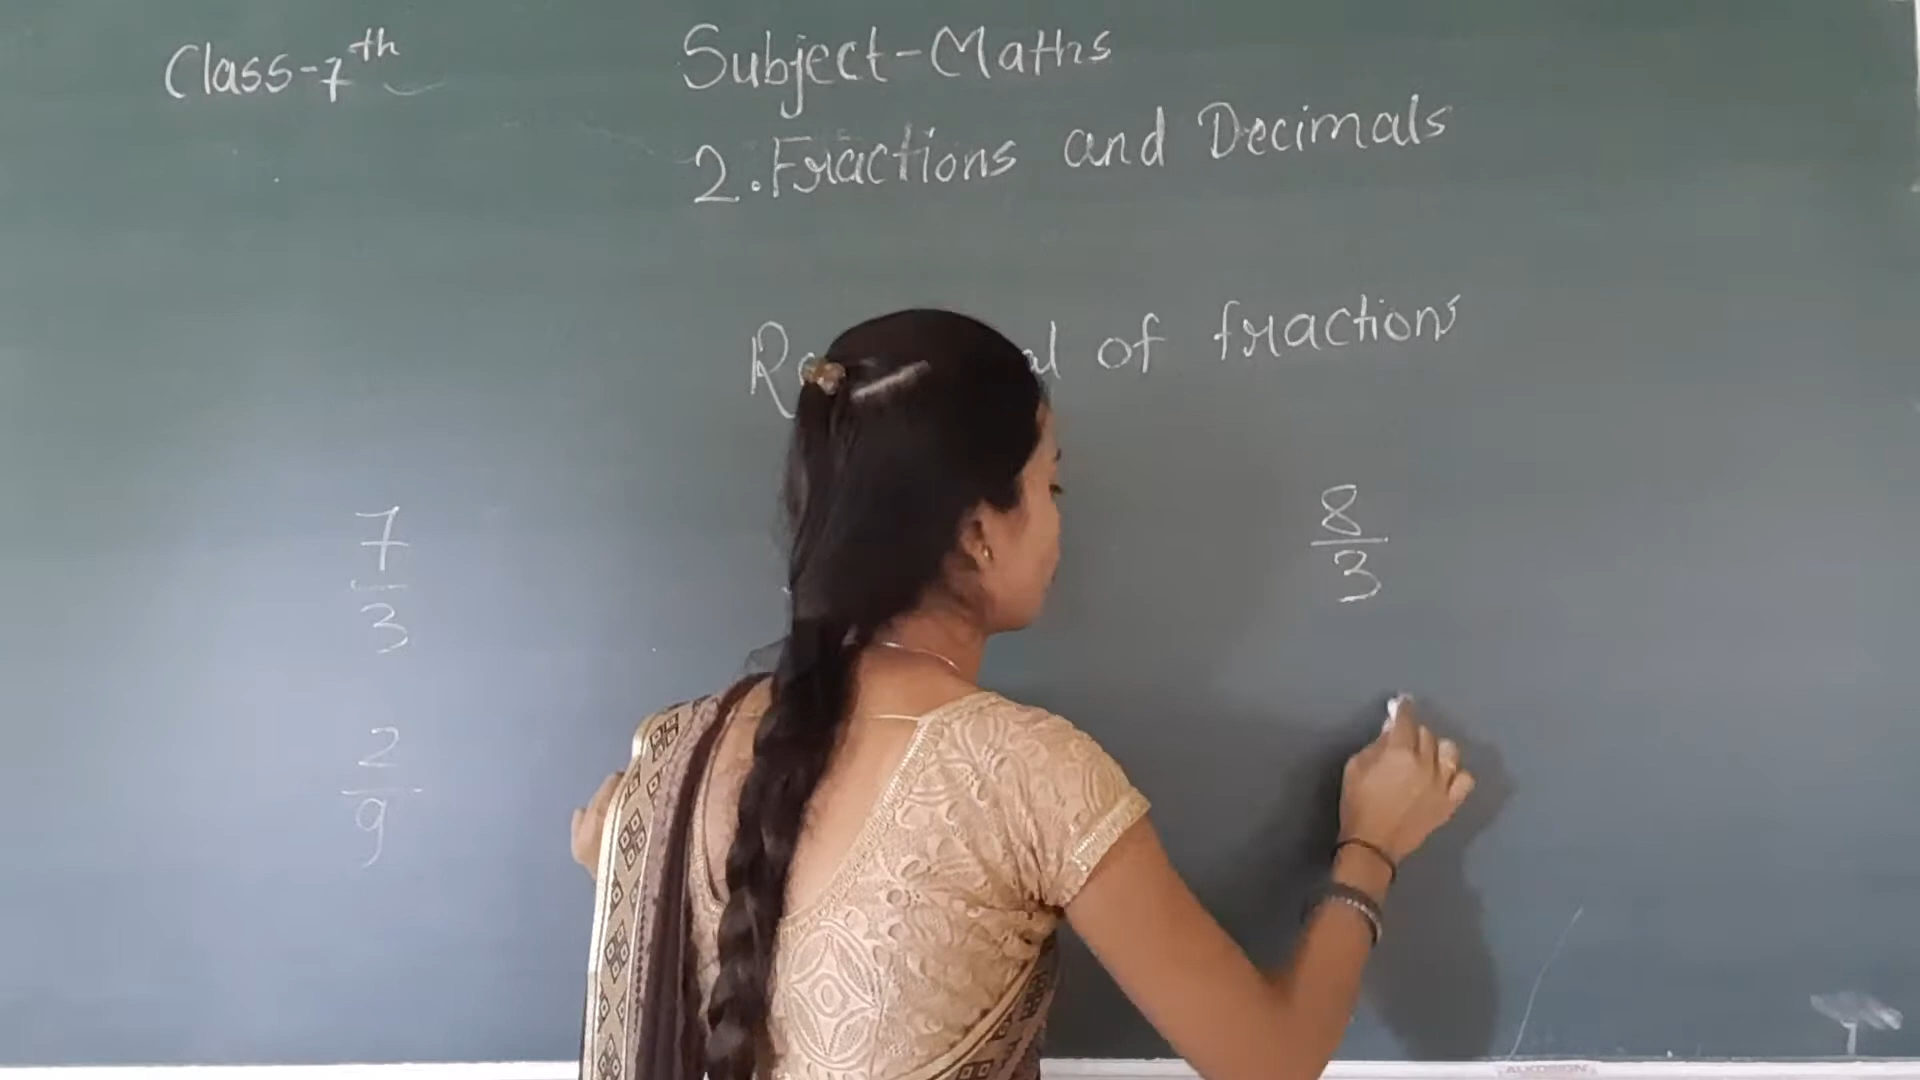 Class-7th
Subject-Maths
2. Fractions and Decimals
of fractions
7/3
8/3
2/9